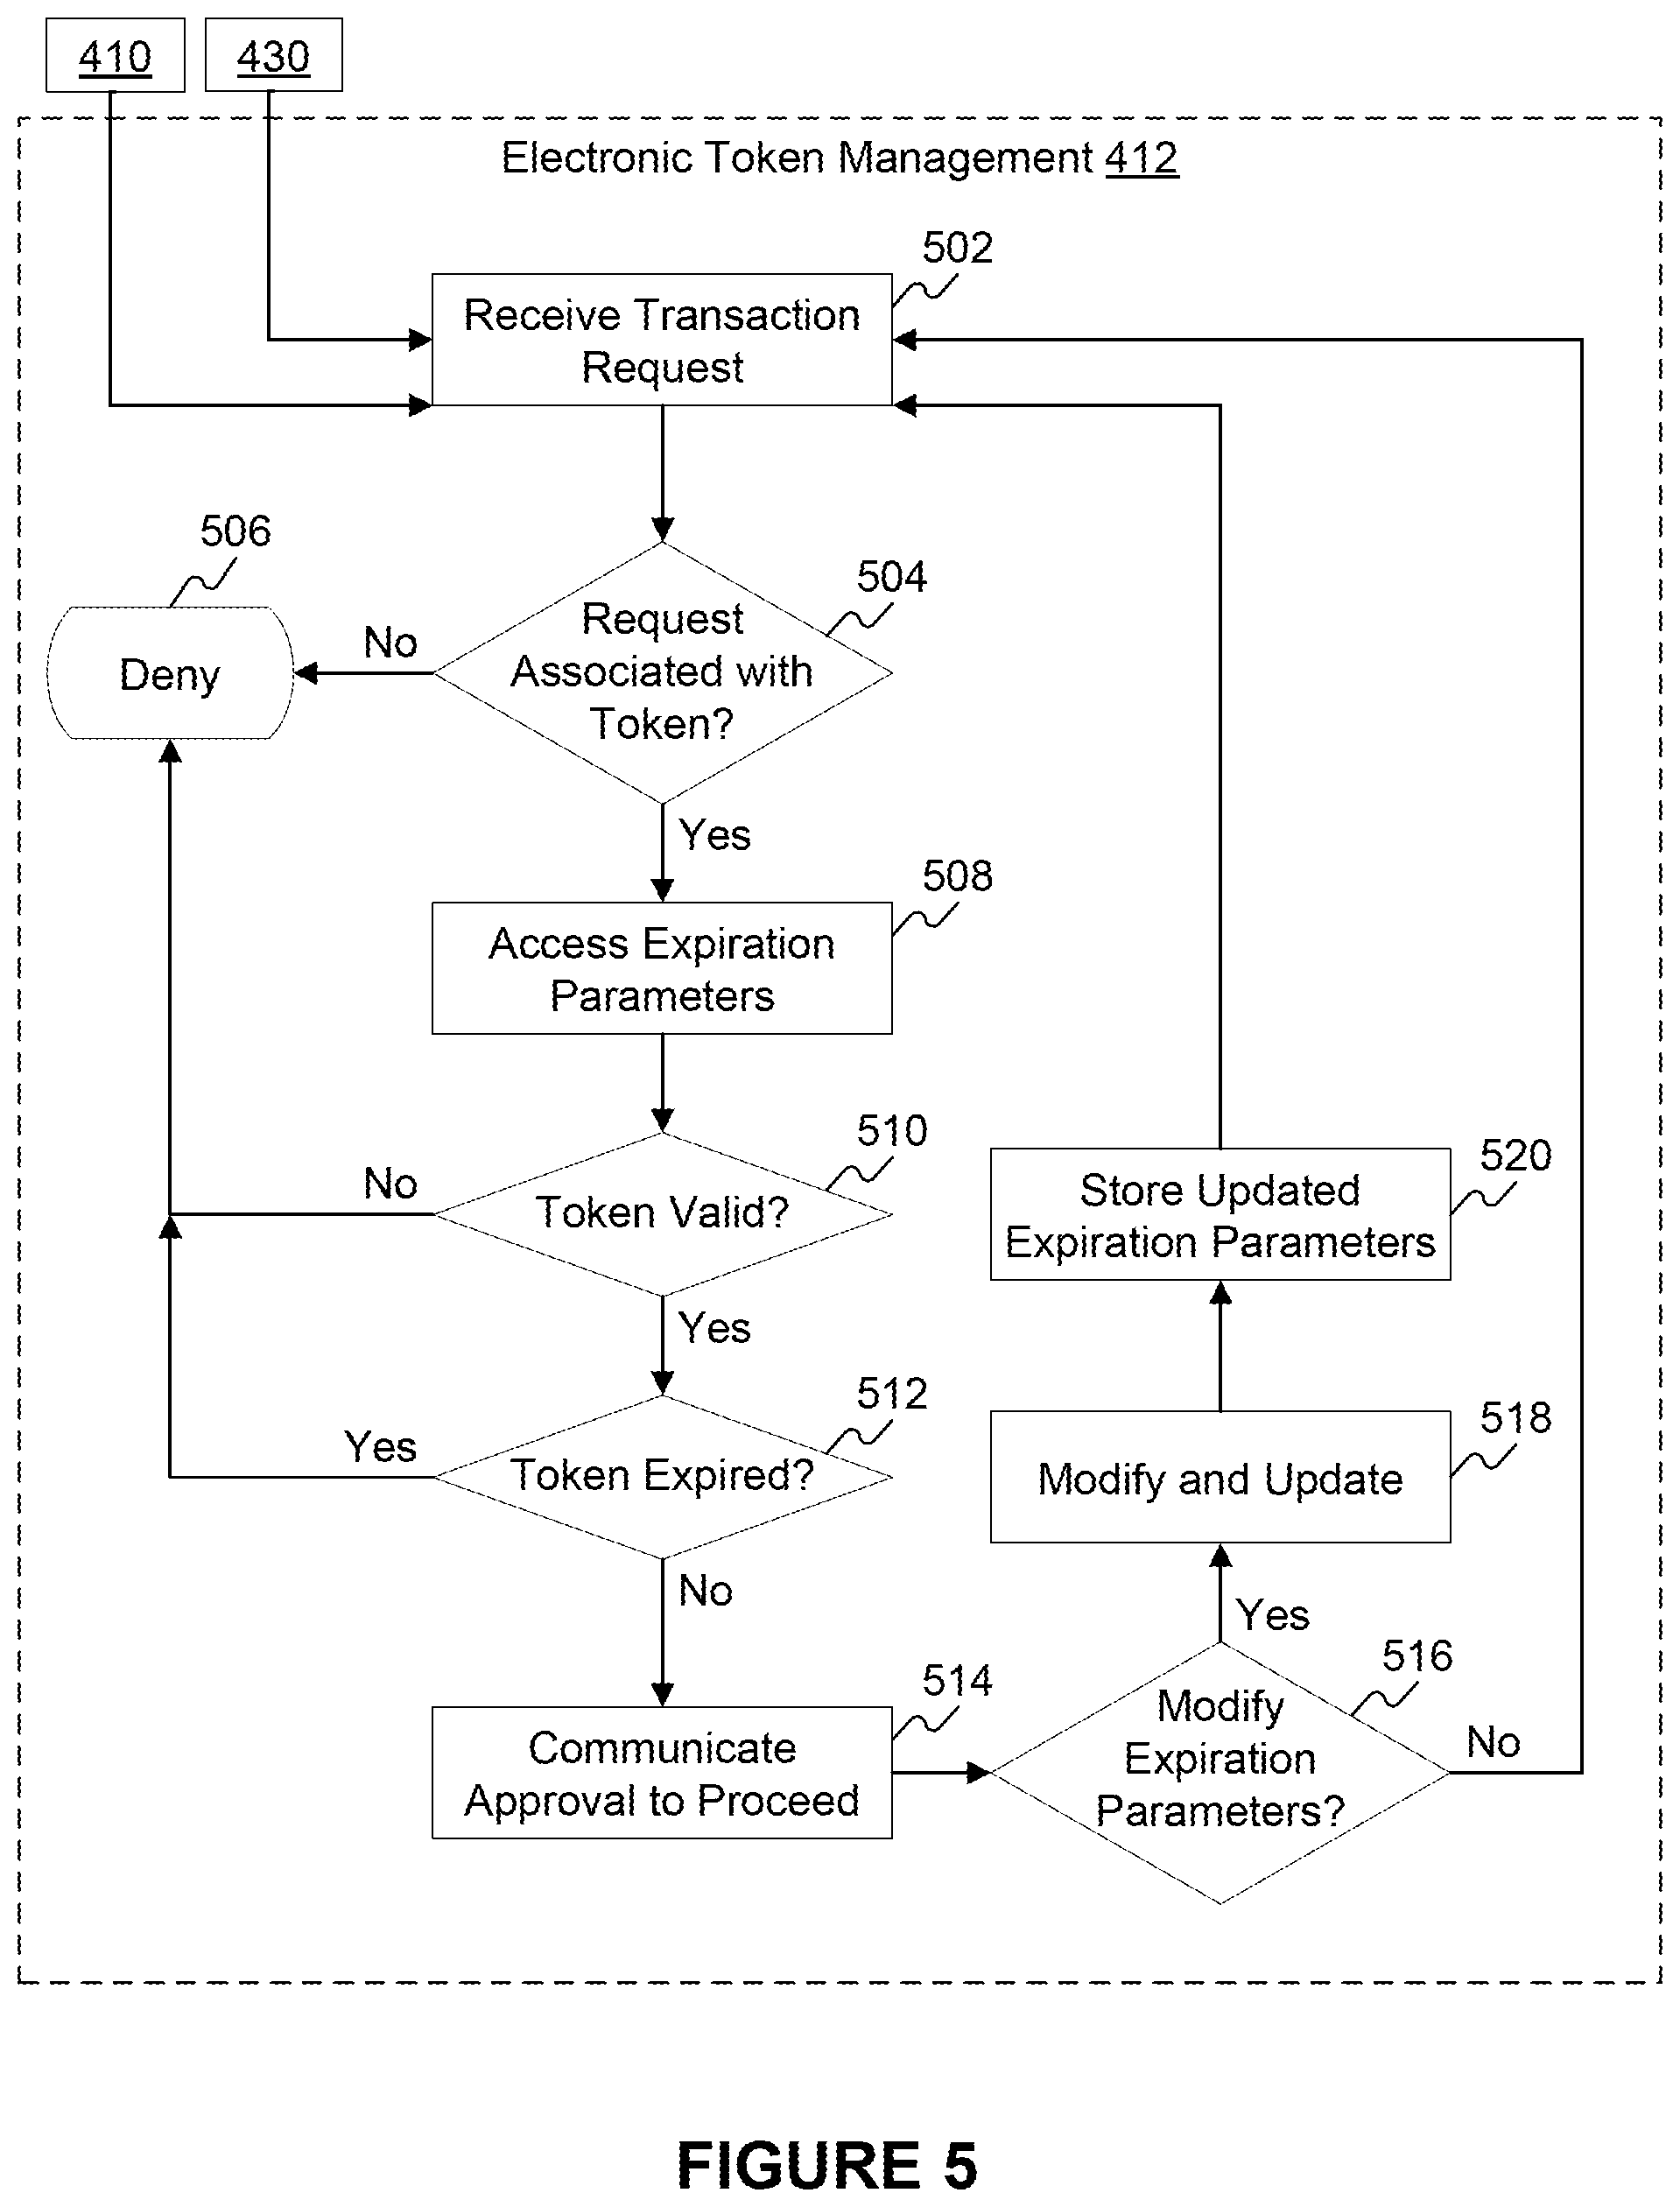 410
430
Electronic Token Management 412
502
Receive Transaction
Request
506
504
Deny
No
Request
Associated with
Token?
Yes
508
Access Expiration
Parameters
510
No
Token Valid?
520
Store Updated
Expiration Parameters
Yes
512
Yes
Token Expired?
518
Modify and Update
No
Yes
516
514
Communicate
Approval to Proceed
Modify
Expiration
Parameters?
No
FIGURE 5